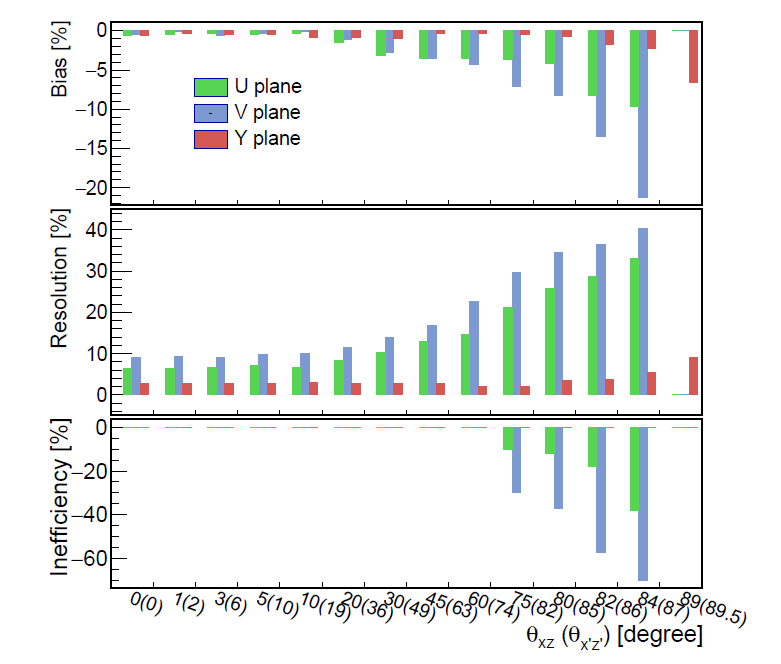 Bias [%]
0
−5
−10
−15
−20
U plane
V plane
Y plane
Resolution [%]
40
30
20
10
0
Inefficiency [%]
0
−20
−40
−60
0(0) 1(2) 3(6) 5(10) 10(19) 20(36) 30(49) 45(63) 60(74) 75(82) 80(85) 82(86) 84(87) 89(89.5)
θxz (θx'z') [degree]